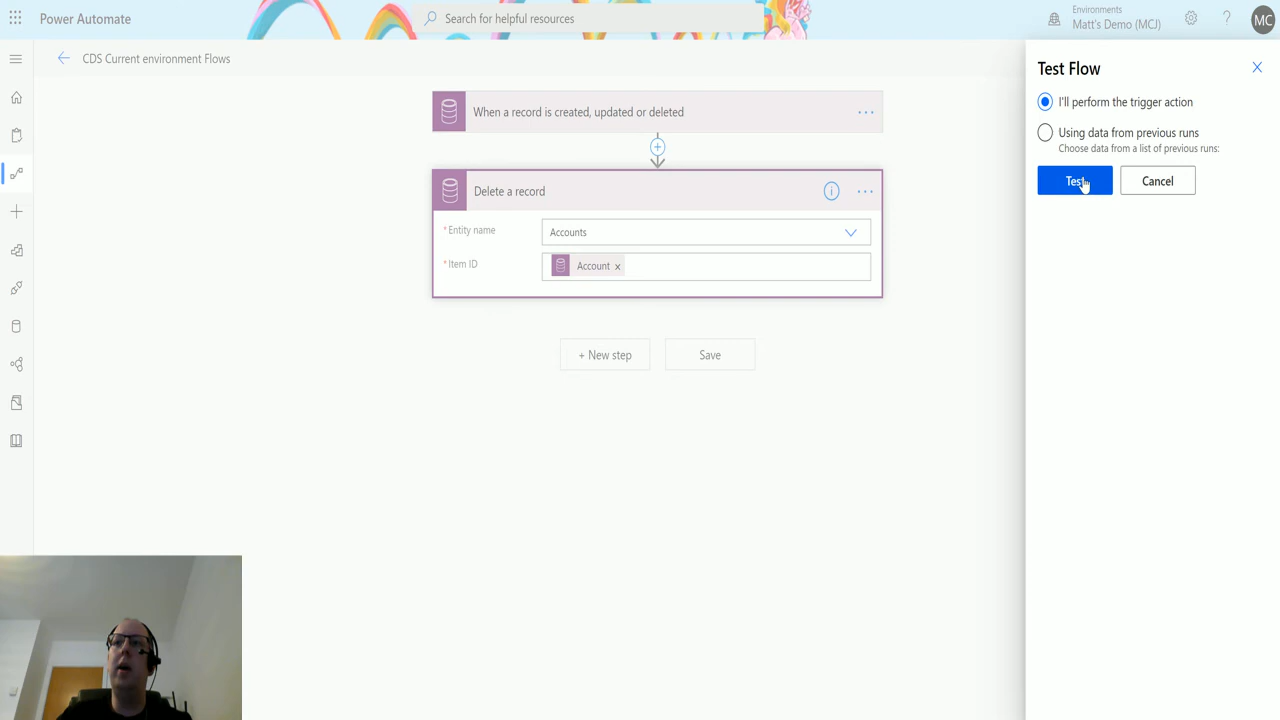 Power Automate
Search for helpful resources
Environments
Matt's Demo (MCJ)
?
MC
CDS Current environment Flows
When a record is created, updated or deleted
Delete a record
* Entity name
Accounts
* Item ID
Account x
+ New step
Save
Test Flow
I'll perform the trigger action
Using data from previous runs
Choose data from a list of previous runs:
Test
Cancel